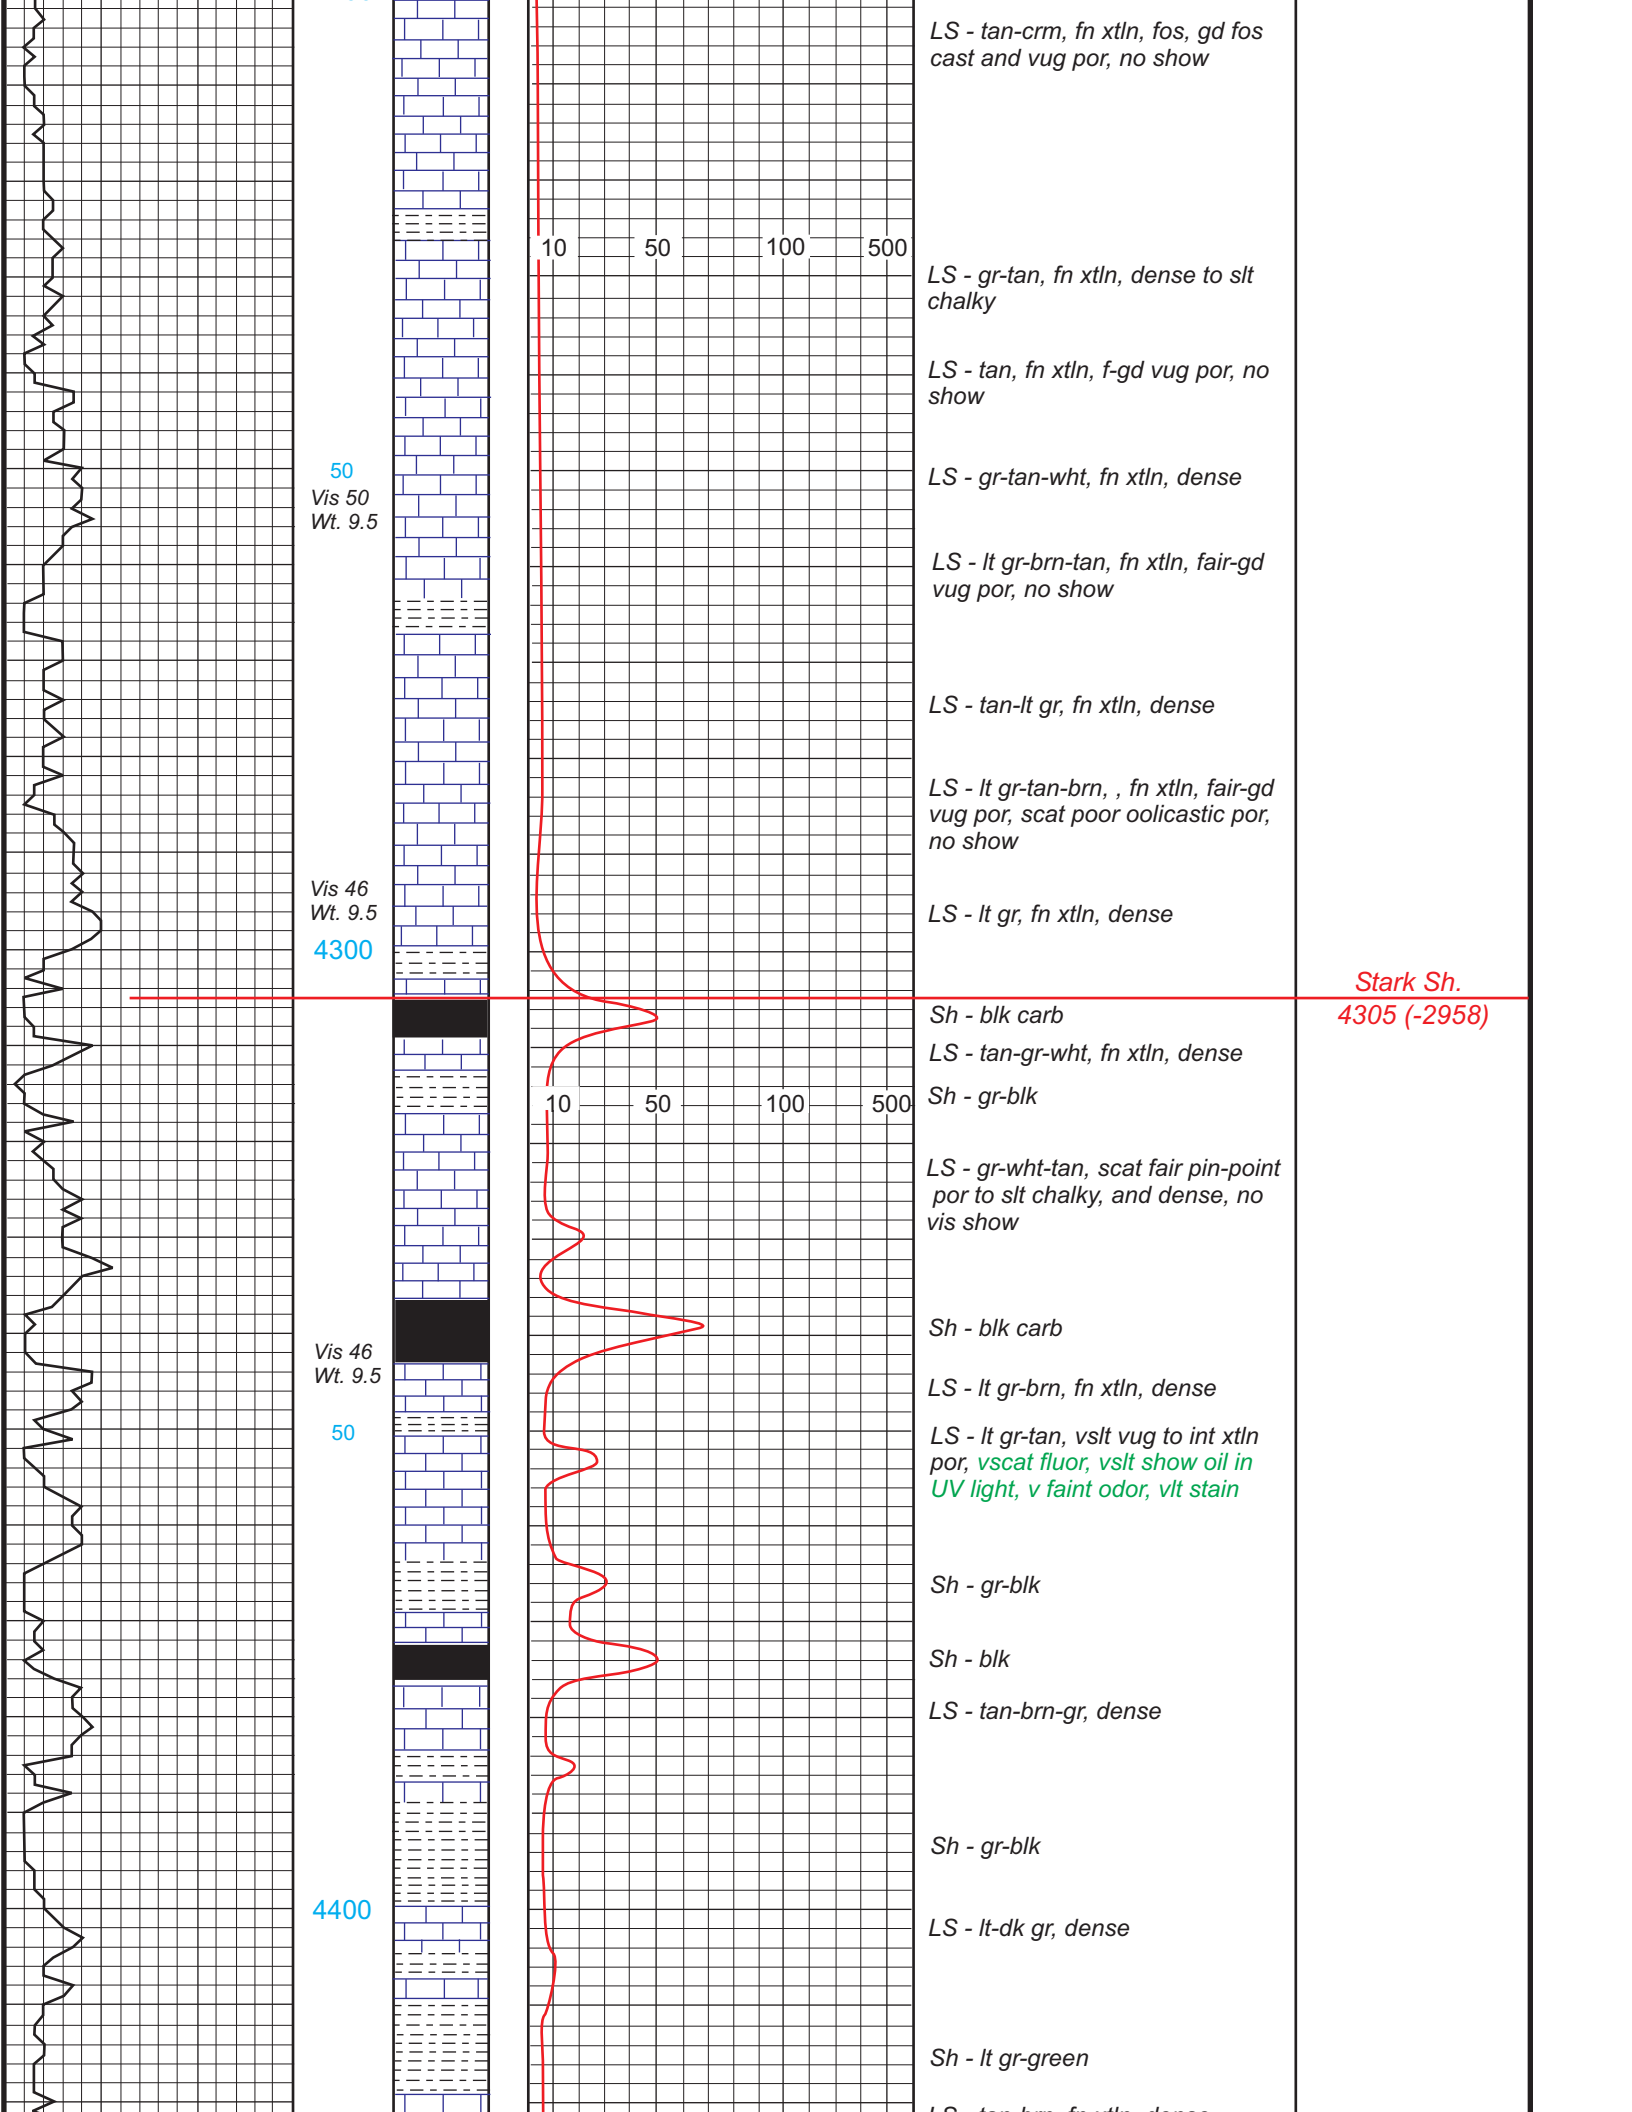 LS - tan-crm, fn xtln, fos, gd fos
cast and vug por, no show
10 50 100 500
LS - gr-tan, fn xtln, dense to slt
chalky
LS - tan, fn xtln, f-gd vug por, no
show
50
Vis 50
Wt. 9.5
LS - gr-tan-wht, fn xtln, dense
LS - lt gr-brn-tan, fn xtln, fair-gd
vug por, no show
LS - tan-lt gr, fn xtln, dense
LS - lt gr-tan-brn, , fn xtln, fair-gd
vug por, scat poor oolicastic por,
no show
Vis 46
Wt. 9.5
LS - lt gr, fn xtln, dense
4300
Stark Sh.
4305 (-2958)
Sh - blk carb
LS - tan-gr-wht, fn xtln, dense
10 50 100 500
Sh - gr-blk
LS - gr-wht-tan, scat fair pin-point
por to slt chalky, and dense, no
vis show
Sh - blk carb
Vis 46
Wt. 9.5
LS - lt gr-brn, fn xtln, dense
50
LS - lt gr-tan, vslt vug to int xtln
por, vscat fluor, vslt show oil in
UV light, v faint odor, vlt stain
Sh - gr-blk
Sh - blk
LS - tan-brn-gr, dense
Sh - gr-blk
4400
LS - lt-dk gr, dense
Sh - lt gr-green
LS - tan-brn, fn xtln, dense